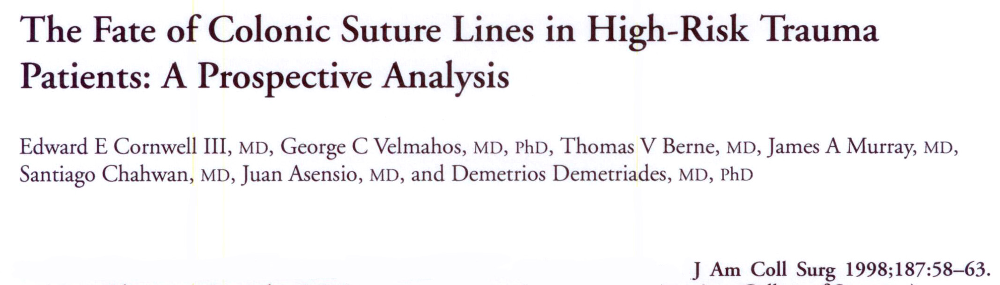 The Fate of Colonic Suture Lines in High-Risk Trauma
Patients: A Prospective Analysis
Edward E Cornwell III, MD, George C Velmahos, MD, PhD, Thomas V Berne, MD, James A Murray, MD,
Santiago Chahwan, MD, Juan Asensio, MD, and Demetrios Demetriades, MD, PhD
J Am Coll Surg 1998;187:58–63.